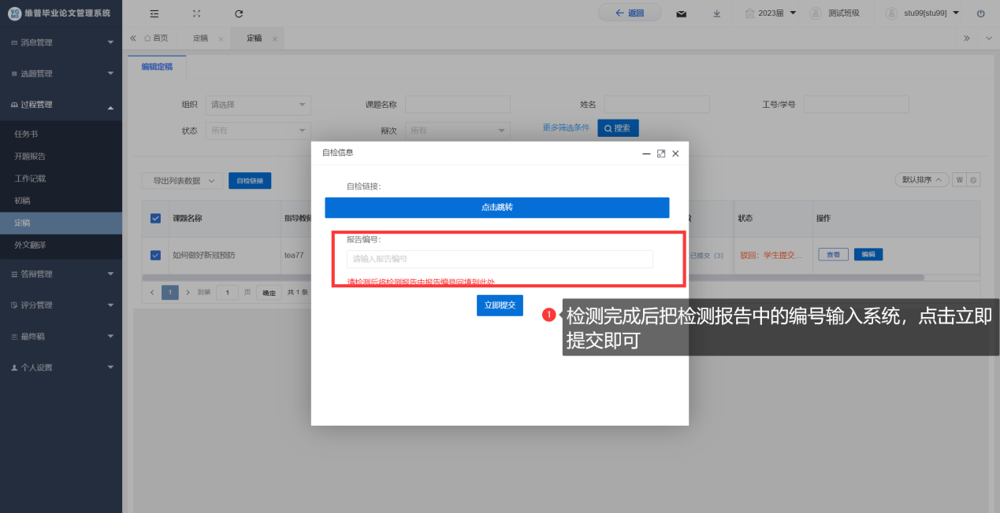 维普毕业论文管理系统
返回
2023届
测试班级
stu99[stu99]
消息管理
选题管理
过程管理
任务书
开题报告
工作记载
初稿
定稿
外文翻译
答辩管理
评分管理
最终稿
个人设置
首页
定稿
定稿
编辑定稿
组织
请选择
课题名称
姓名
工号/学号
状态
所有
辩次
所有
更多筛选条件
搜索
导出列表数据
自检链接
默认排序
课题名称
指导教师
状态
操作
如何做好新冠预防
tea77
已提交（3）
驳回：学生提交...
查看
编辑
1
到第
1
页
确定
共 1 条
自检信息
自检链接：
点击跳转
报告编号：
请输入报告编号
请检测后将检测报告中报告编号回填到此处
立即提交
1
检测完成后把检测报告中的编号输入系统，点击立即
提交即可